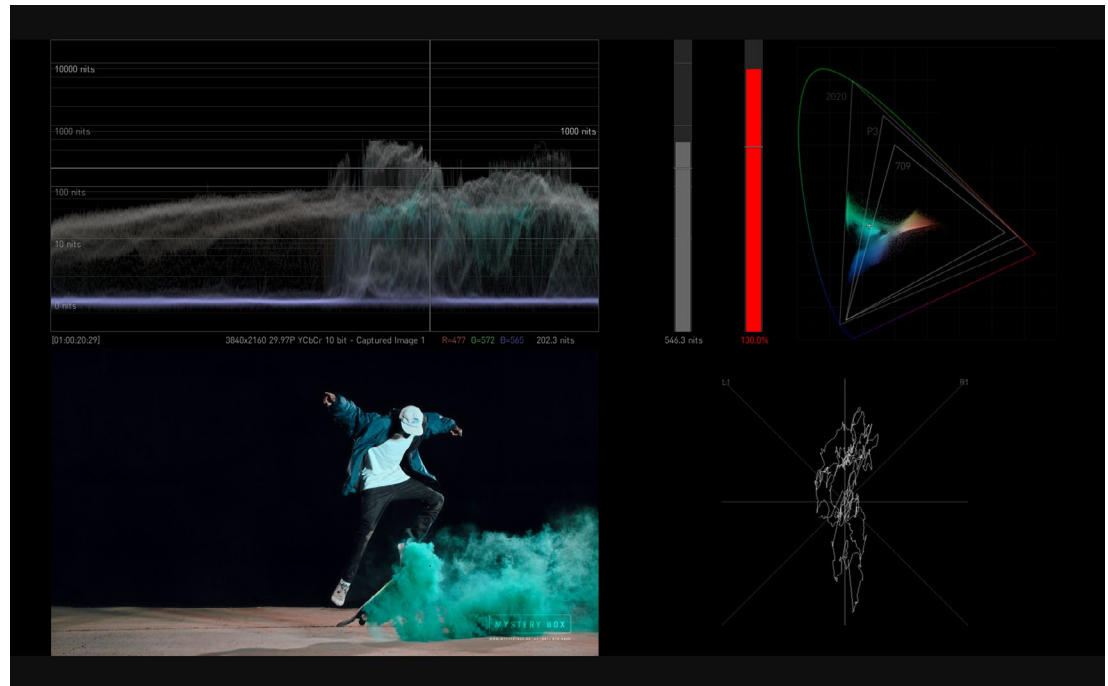 10000 nits
1000 nits
1000 nits
100 nits
10 nits
0 nits
[01:00:20:29]
3840x2160 29.97P YCbCr 10 bit - Captured Image 1 R=477 G=572 B=565 202.3 nits
546.3 nits
130.0%
2020
P3
709
L1
R1
MYSTERY BOX